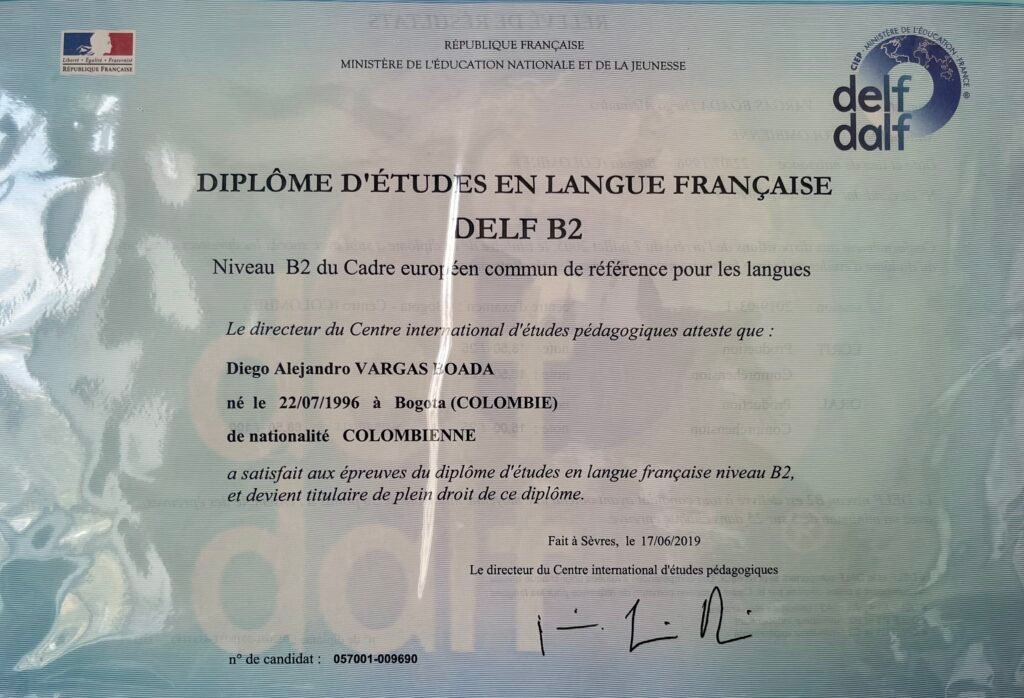 Liberté • Égalité • Fraternité
RÉPUBLIQUE FRANÇAISE
RÉPUBLIQUE FRANÇAISE
MINISTÈRE DE L'ÉDUCATION NATIONALE ET DE LA JEUNESSE
CIEP - MINISTÈRE DE L'ÉDUCATION, FRANCE ®
delf
dalf
DIPLÔME D'ÉTUDES EN LANGUE FRANÇAISE
DELF B2
Niveau B2 du Cadre européen commun de référence pour les langues
Le directeur du Centre international d'études pédagogiques atteste que :
Diego Alejandro VARGAS BOADA
né le 22/07/1996 à Bogota (COLOMBIE)
de nationalité COLOMBIENNE
a satisfait aux épreuves du diplôme d'études en langue française niveau B2,
et devient titulaire de plein droit de ce diplôme.
Fait à Sèvres, le 17/06/2019
Le directeur du Centre international d'études pédagogiques
n° de candidat : 057001-009690